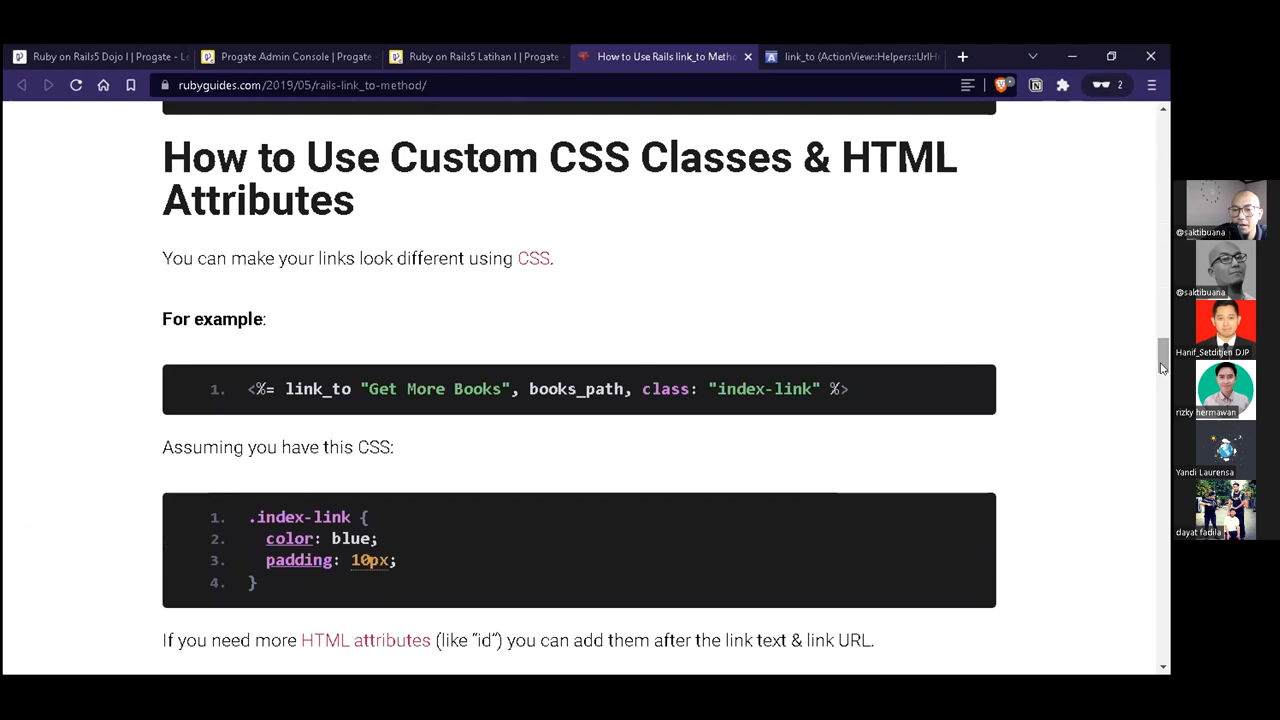 Ruby on Rails5 Dojo I | Progate - Le
Progate Admin Console | Progate
Ruby on Rails5 Latihan I | Progate
How to Use Rails link_to Metho
link_to (ActionView::Helpers::UrlH
rubyguides.com/2019/05/rails-link_to-method/
2
How to Use Custom CSS Classes & HTML
Attributes
You can make your links look different using CSS.
For example:
1. <%= link_to "Get More Books", books_path, class: "index-link" %>
Assuming you have this CSS:
1. .index-link {
2. color: blue;
3. padding: 10px;
4. }
If you need more HTML attributes (like “id”) you can add them after the link text & link URL.
@saktibuana
@saktibuana
Hanif_Setditjen DJP
rizky hermawan
Yandi Laurensa
dayat fadila